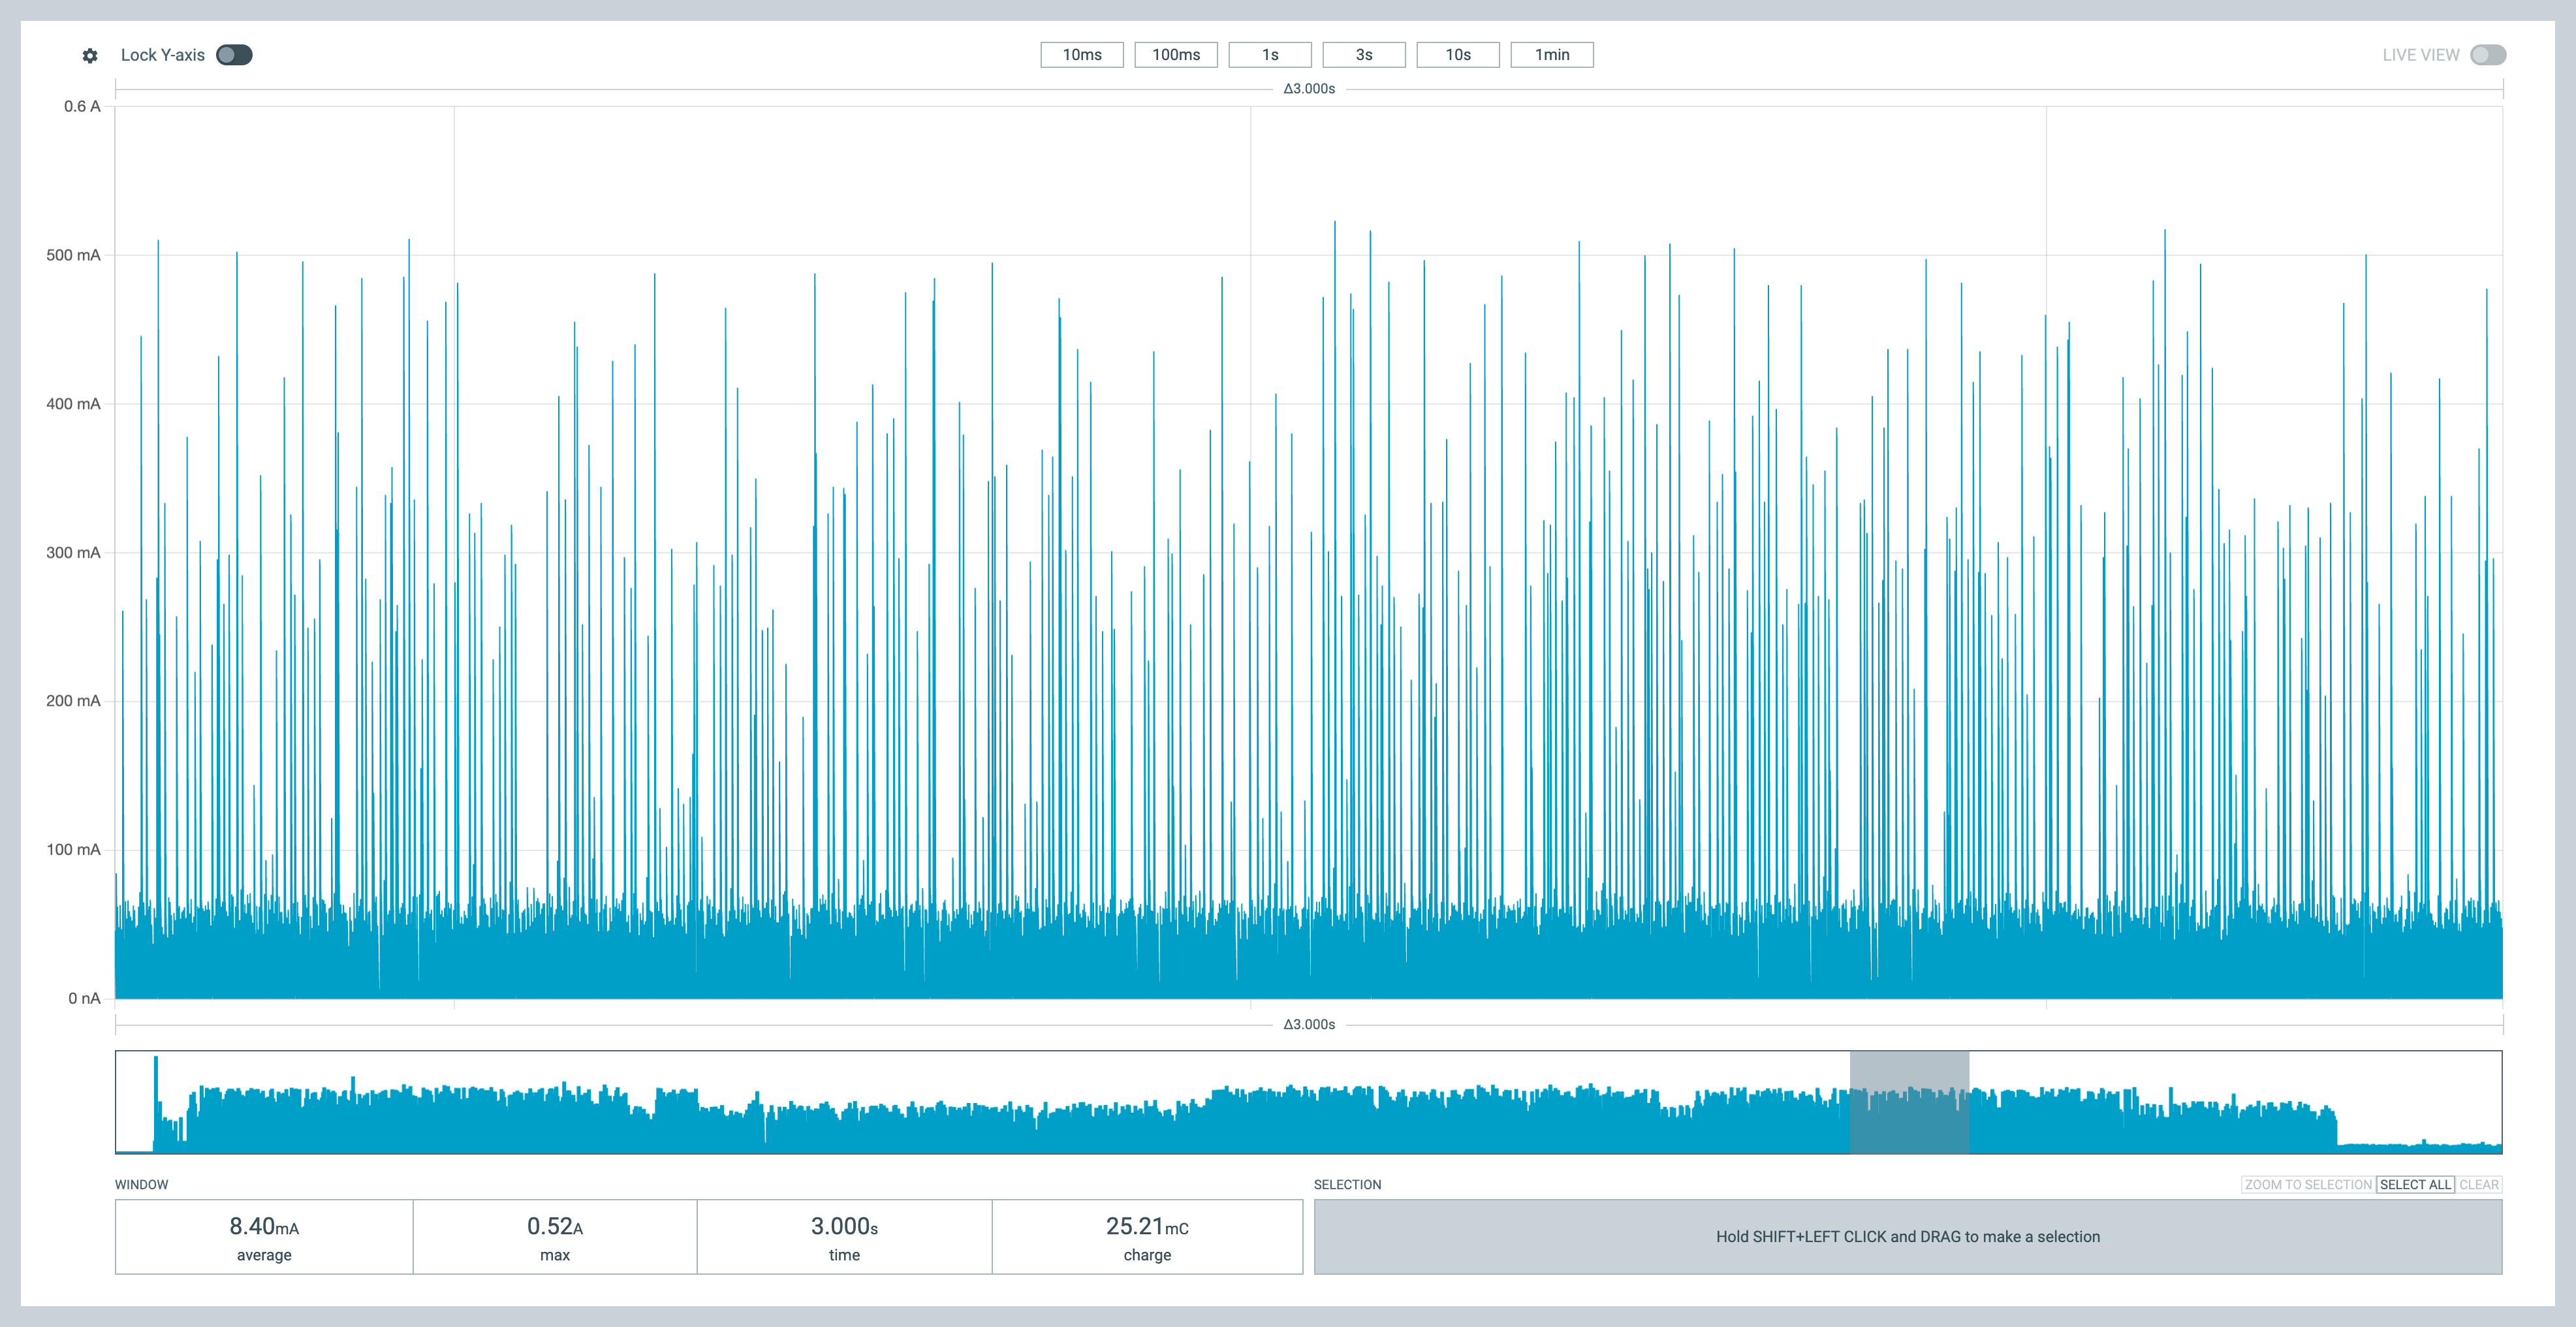 Lock Y-axis
10ms 100ms 1s 3s 10s 1min
LIVE VIEW
Δ3.000s
0.6 A
500 mA
400 mA
300 mA
200 mA
100 mA
0 nA
Δ3.000s
WINDOW
8.40mA
average
0.52A
max
3.000s
time
25.21mC
charge
SELECTION
ZOOM TO SELECTION SELECT ALL CLEAR
Hold SHIFT+LEFT CLICK and DRAG to make a selection